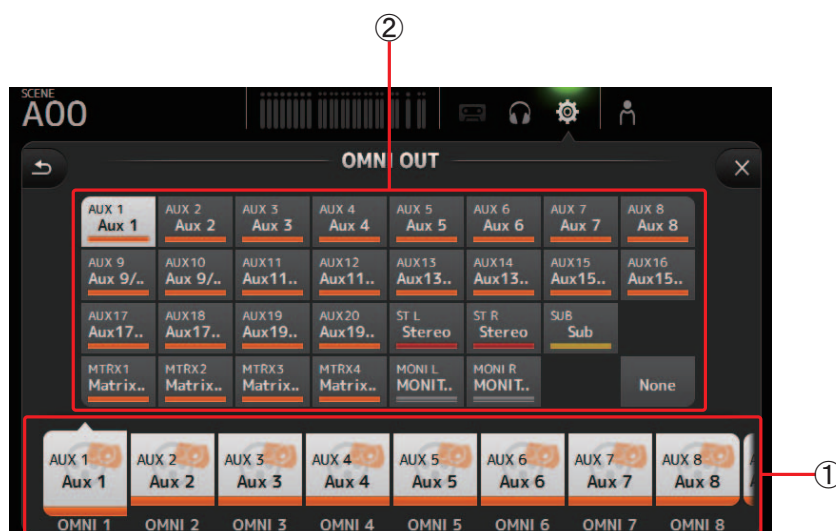 ②
SCENE
A00
OMNI OUT
AUX 1 AUX 2 AUX 3 AUX 4 AUX 5 AUX 6 AUX 7 AUX 8
Aux 1 Aux 2 Aux 3 Aux 4 Aux 5 Aux 6 Aux 7 Aux 8
AUX 9 AUX10 AUX11 AUX12 AUX13 AUX14 AUX15 AUX16
Aux 9/.. Aux 9/.. Aux11.. Aux11.. Aux13.. Aux13.. Aux15.. Aux15..
AUX17 AUX18 AUX19 AUX20 ST L ST R SUB
Aux17.. Aux17.. Aux19.. Aux19.. Stereo Stereo Sub
MTRX1 MTRX2 MTRX3 MTRX4 MONI L MONI R
Matrix.. Matrix.. Matrix.. Matrix.. MONIT.. MONIT.. None
AUX 1 AUX 2 AUX 3 AUX 4 AUX 5 AUX 6 AUX 7 AUX 8
Aux 1 Aux 2 Aux 3 Aux 4 Aux 5 Aux 6 Aux 7 Aux 8
①
OMNI 1 OMNI 2 OMNI 3 OMNI 4 OMNI 5 OMNI 6 OMNI 7 OMNI 8